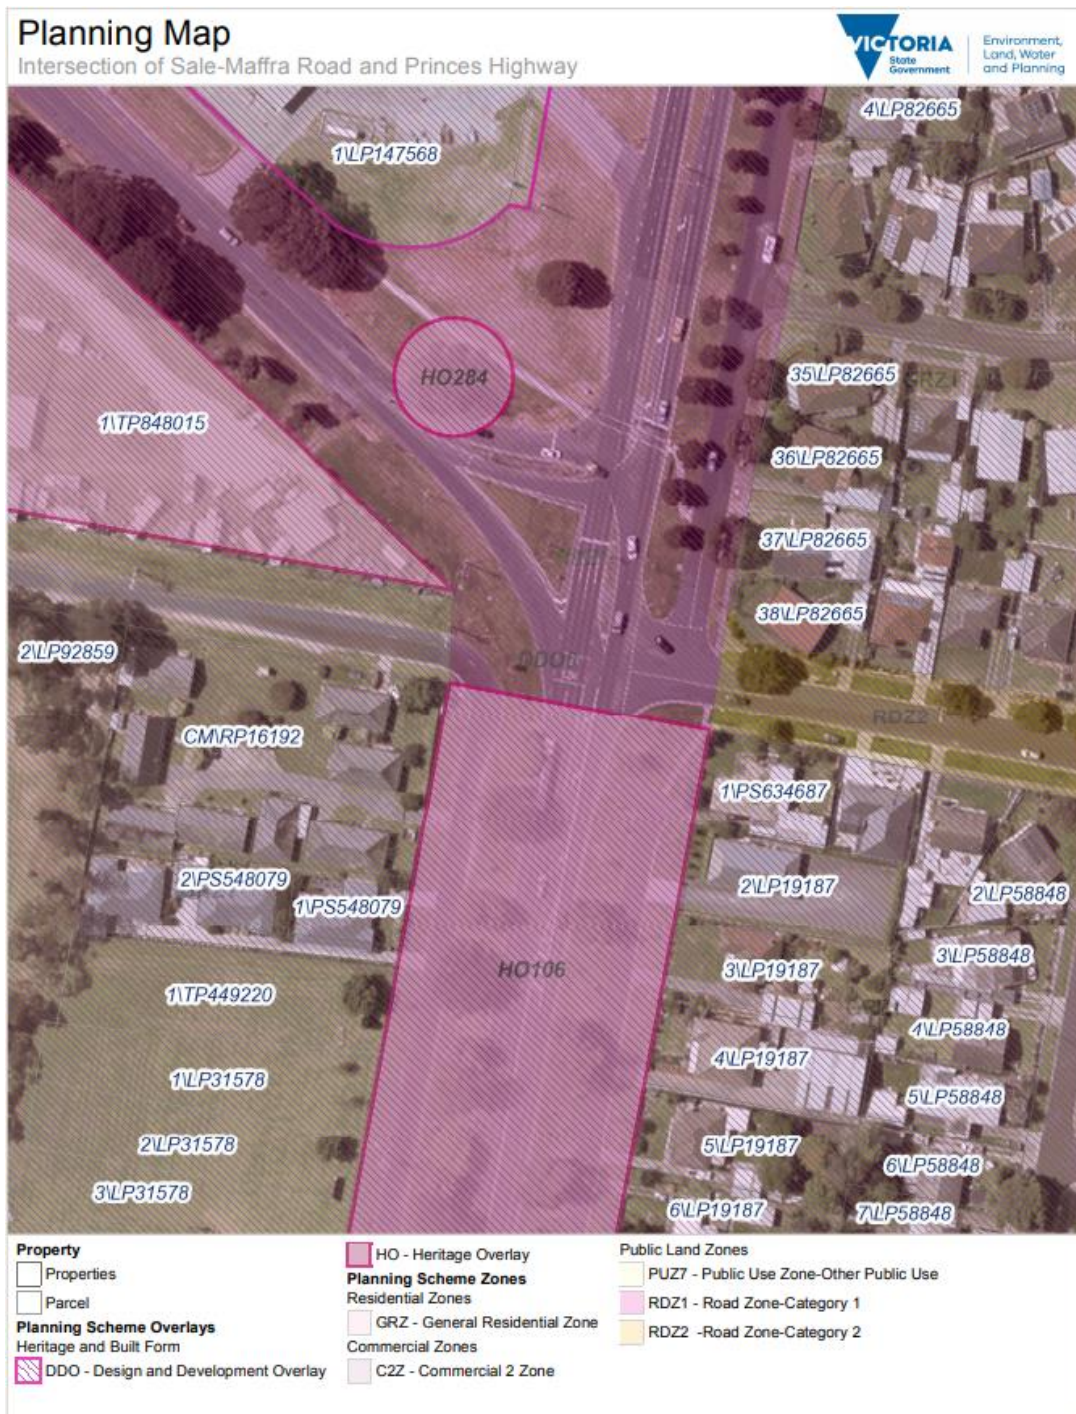 Planning Map
Intersection of Sale-Maffra Road and Princes Highway
VICTORIA
State
Government
Environment,
Land, Water
and Planning
4\LP82665
1\LP147568
HO284
35\LP82665
GRZ1
1\TP848015
36\LP82665
37\LP82665
38\LP82665
2\LP92859
RDZ2
CM\RP16192
1\PS634687
2\PS548079
2\LP19187
1\PS548079
2\LP58848
HO106
3\LP58848
3\LP19187
1\TP449220
4\LP58848
4\LP19187
1\LP31578
5\LP58848
2\LP31578
5\LP19187
6\LP58848
3\LP31578
6\LP19187
7\LP58848
Property
Properties
Parcel
Planning Scheme Overlays
Heritage and Built Form
DDO - Design and Development Overlay
HO - Heritage Overlay
Planning Scheme Zones
Residential Zones
GRZ - General Residential Zone
Commercial Zones
C2Z - Commercial 2 Zone
Public Land Zones
PUZ7 - Public Use Zone-Other Public Use
RDZ1 - Road Zone-Category 1
RDZ2 -Road Zone-Category 2